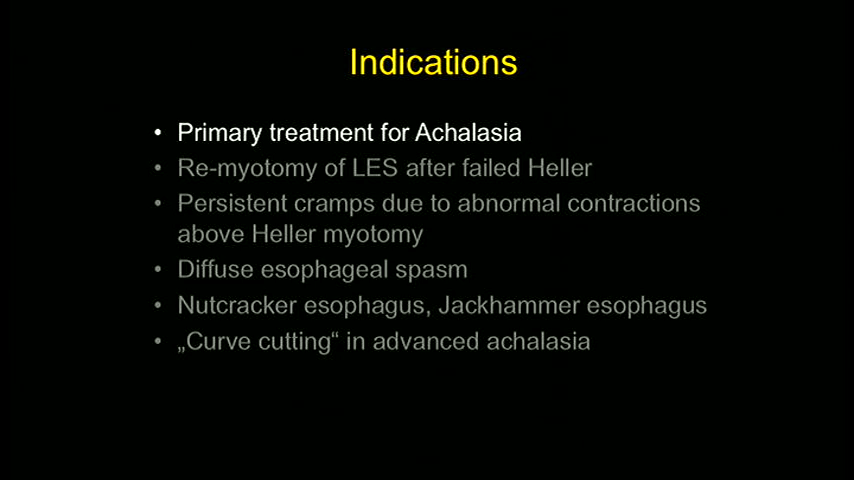 Indications
• Primary treatment for Achalasia
• Re-myotomy of LES after failed Heller
• Persistent cramps due to abnormal contractions
above Heller myotomy
• Diffuse esophageal spasm
• Nutcracker esophagus, Jackhammer esophagus
• „Curve cutting“ in advanced achalasia